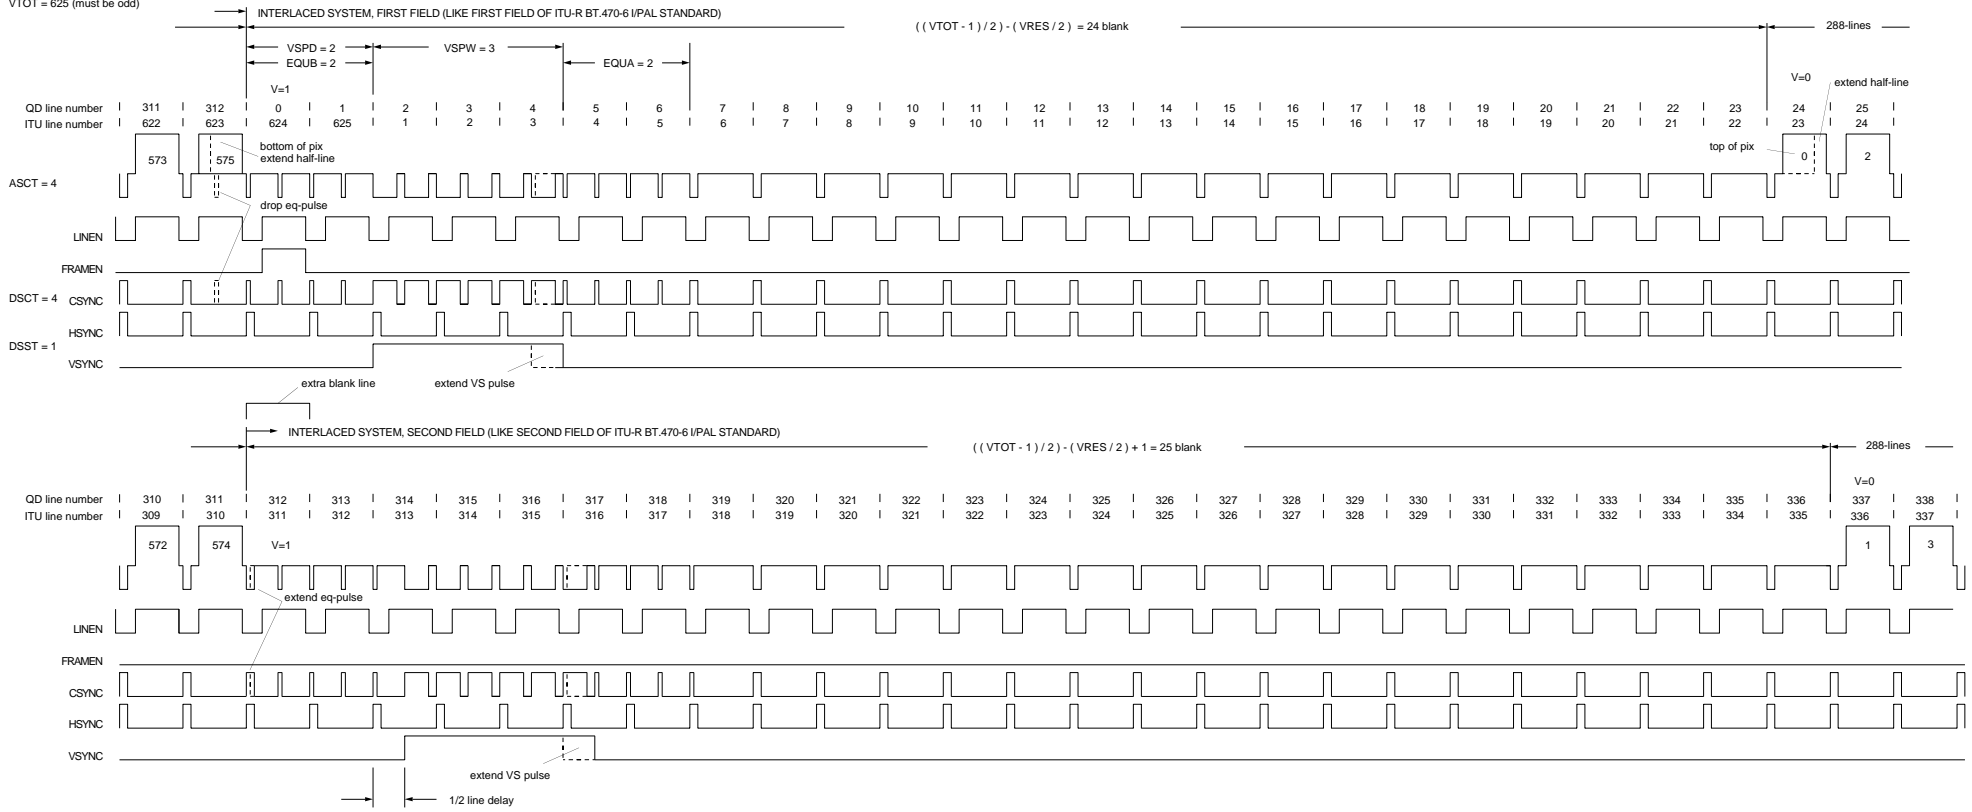 VTOT = 625 (must be odd)
INTERLACED SYSTEM, FIRST FIELD (LIKE FIRST FIELD OF ITU-R BT.470-6 I/PAL STANDARD)
( ( VTOT - 1 ) / 2 ) - ( VRES / 2 ) = 24 blank
288-lines
VSPD = 2
VSPW = 3
EQUB = 2
EQUA = 2
V=1
V=0
extend half-line
QD line number 311 312 0 1 2 3 4 5 6 7 8 9 10 11 12 13 14 15 16 17 18 19 20 21 22 23 24 25
ITU line number 622 623 624 625 1 2 3 4 5 6 7 8 9 10 11 12 13 14 15 16 17 18 19 20 21 22 23 24
bottom of pix
extend half-line
top of pix
573 575 0 2
ASCT = 4
drop eq-pulse
LINEN
FRAMEN
DSCT = 4 CSYNC
HSYNC
DSST = 1
VSYNC
extra blank line
extend VS pulse
INTERLACED SYSTEM, SECOND FIELD (LIKE SECOND FIELD OF ITU-R BT.470-6 I/PAL STANDARD)
( ( VTOT - 1 ) / 2 ) - ( VRES / 2 ) + 1 = 25 blank
288-lines
V=0
QD line number 310 311 312 313 314 315 316 317 318 319 320 321 322 323 324 325 326 327 328 329 330 331 332 333 334 335 336 337 338
ITU line number 309 310 311 312 313 314 315 316 317 318 319 320 321 322 323 324 325 326 327 328 329 330 331 332 333 334 335 336 337
572 574 V=1 1 3
extend eq-pulse
LINEN
FRAMEN
CSYNC
HSYNC
VSYNC
extend VS pulse
1/2 line delay